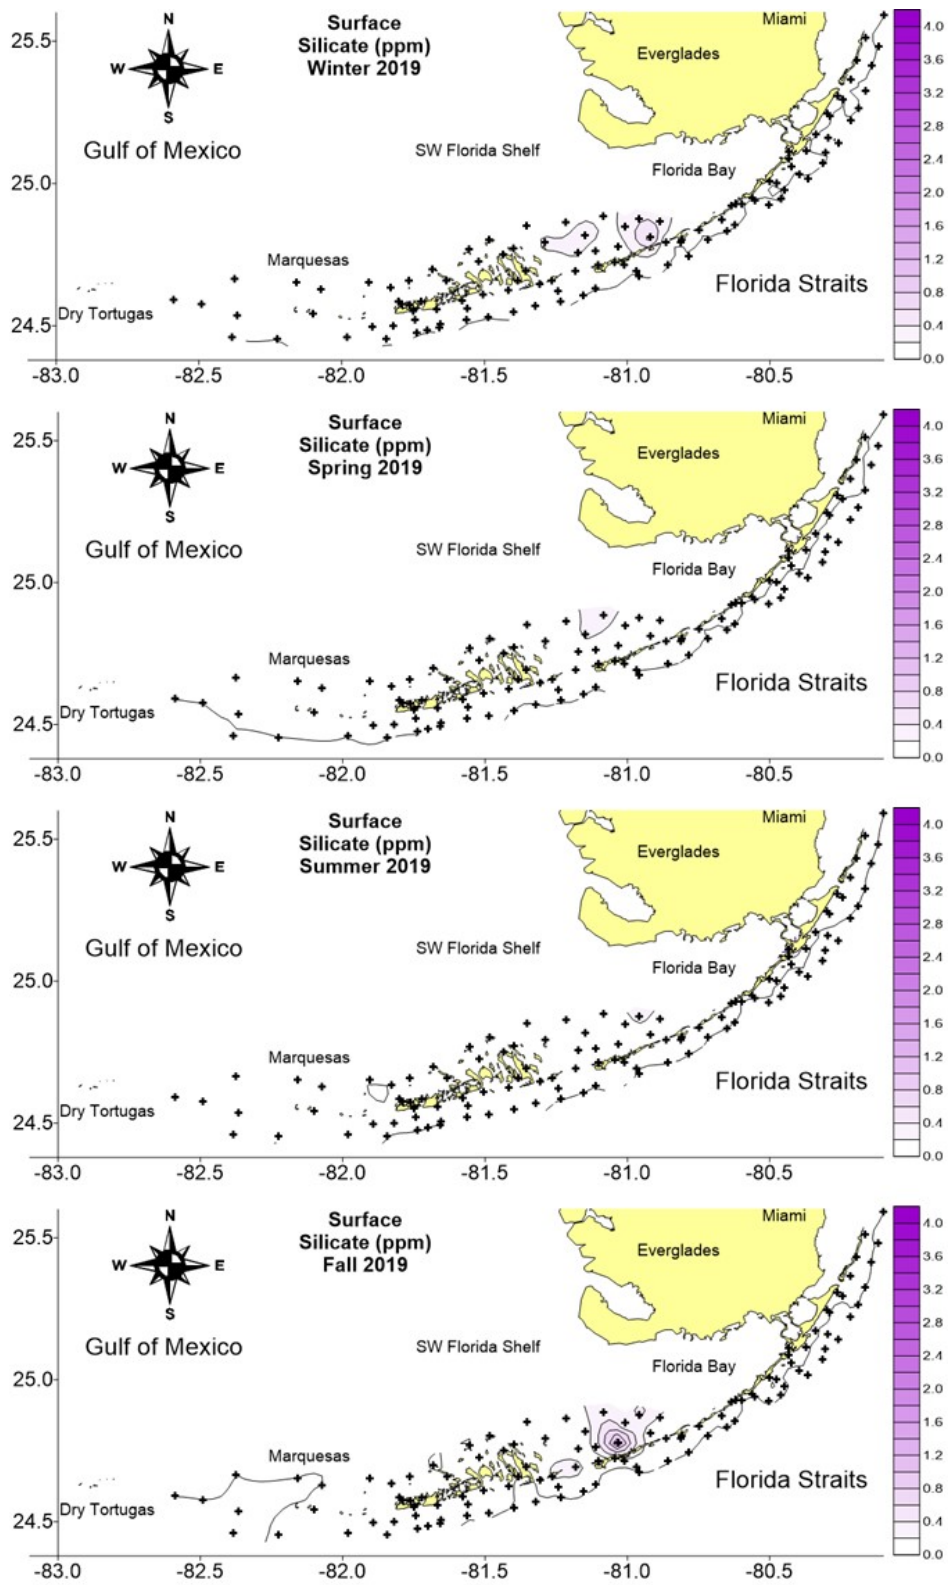 N
W E
S
Surface
Silicate (ppm)
Winter 2019
Miami
Everglades
Gulf of Mexico
SW Florida Shelf
Florida Bay
Marquesas
Dry Tortugas
Florida Straits
25.5
25.0
24.5
-83.0 -82.5 -82.0 -81.5 -81.0 -80.5
4.0
3.6
3.2
2.8
2.4
2.0
1.6
1.2
0.8
0.4
0.0
N
W E
S
Surface
Silicate (ppm)
Spring 2019
Miami
Everglades
Gulf of Mexico
SW Florida Shelf
Florida Bay
Marquesas
Dry Tortugas
Florida Straits
25.5
25.0
24.5
-83.0 -82.5 -82.0 -81.5 -81.0 -80.5
4.0
3.6
3.2
2.8
2.4
2.0
1.6
1.2
0.8
0.4
0.0
N
W E
S
Surface
Silicate (ppm)
Summer 2019
Miami
Everglades
Gulf of Mexico
SW Florida Shelf
Florida Bay
Marquesas
Dry Tortugas
Florida Straits
25.5
25.0
24.5
-83.0 -82.5 -82.0 -81.5 -81.0 -80.5
4.0
3.6
3.2
2.8
2.4
2.0
1.6
1.2
0.8
0.4
0.0
N
W E
S
Surface
Silicate (ppm)
Fall 2019
Miami
Everglades
Gulf of Mexico
SW Florida Shelf
Florida Bay
Marquesas
Dry Tortugas
Florida Straits
25.5
25.0
24.5
-83.0 -82.5 -82.0 -81.5 -81.0 -80.5
4.0
3.6
3.2
2.8
2.4
2.0
1.6
1.2
0.8
0.4
0.0